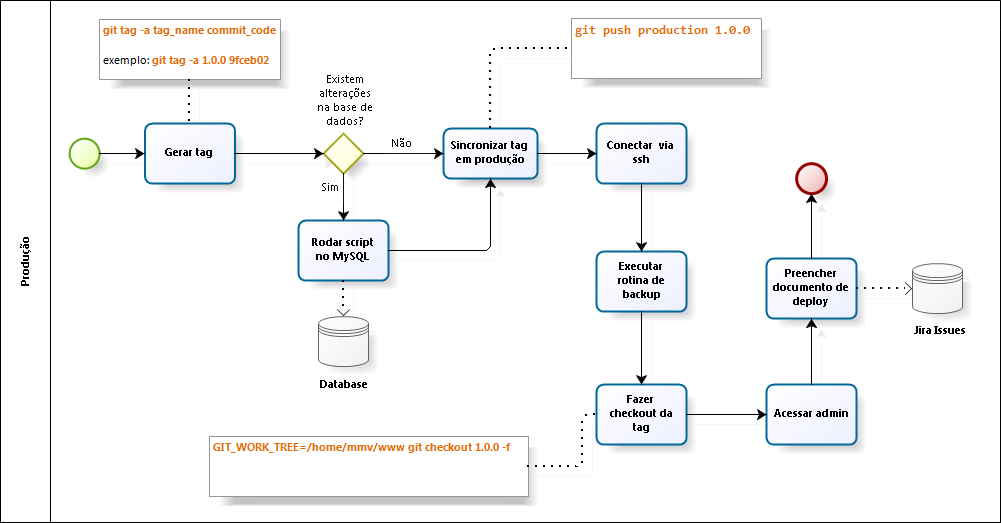 Produção
git tag -a tag_name commit_code
exemplo: git tag -a 1.0.0 9fceb02
git push production 1.0.0
Existem
alterações
na base de
dados?
Gerar tag
Não
Sim
Sincronizar tag
em produção
Conectar via
ssh
Rodar script
no MySQL
Database
Executar
rotina de
backup
Preencher
documento de
deploy
Jira Issues
Fazer
checkout da
tag
Acessar admin
GIT_WORK_TREE=/home/mmv/www git checkout 1.0.0 -f